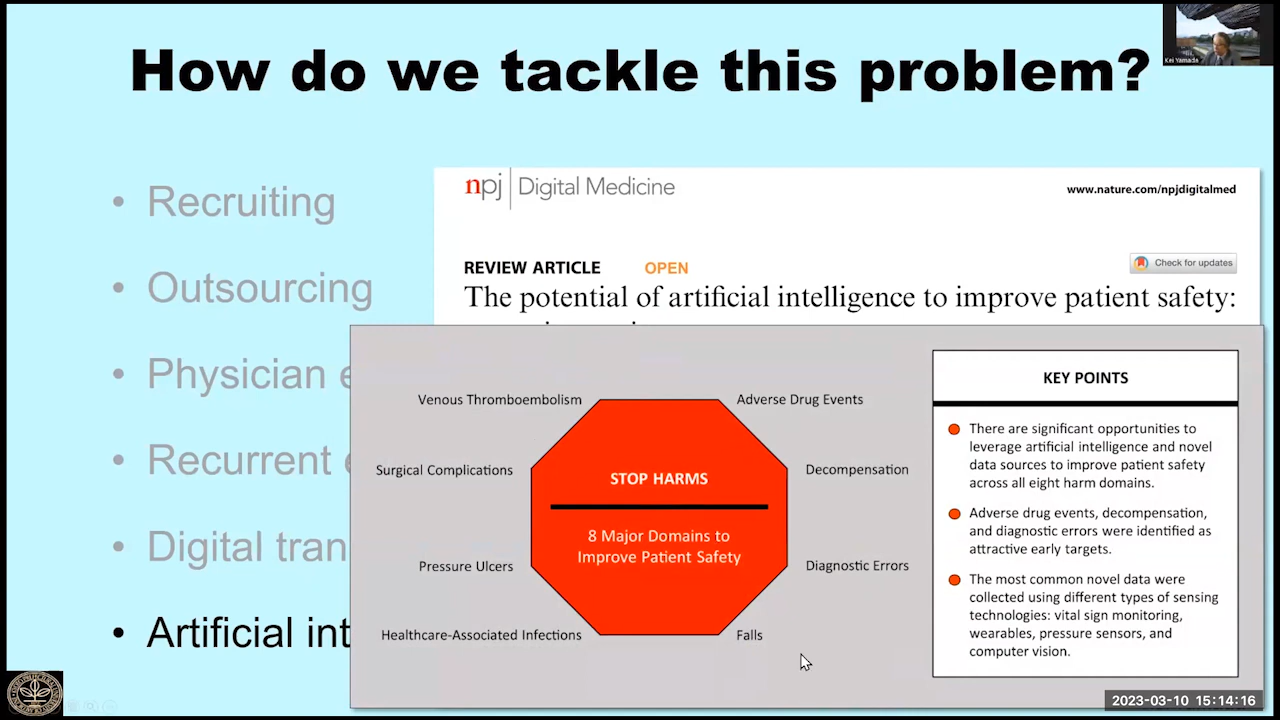 How do we tackle this problem?
Kei Yamada
• Recruiting
• Outsourcing
• Physician e
• Recurrent e
• Digital tran
• Artificial int
npj Digital Medicine
www.nature.com/npjdigitalmed
REVIEW ARTICLE OPEN
Check for updates
The potential of artificial intelligence to improve patient safety:
Venous Thromboembolism
Adverse Drug Events
Surgical Complications
Decompensation
STOP HARMS
8 Major Domains to
Improve Patient Safety
Pressure Ulcers
Diagnostic Errors
Healthcare-Associated Infections
Falls
KEY POINTS
There are significant opportunities to
leverage artificial intelligence and novel
data sources to improve patient safety
across all eight harm domains.
Adverse drug events, decompensation,
and diagnostic errors were identified as
attractive early targets.
The most common novel data were
collected using different types of sensing
technologies: vital sign monitoring,
wearables, pressure sensors, and
computer vision.
2023-03-10 15:14:16